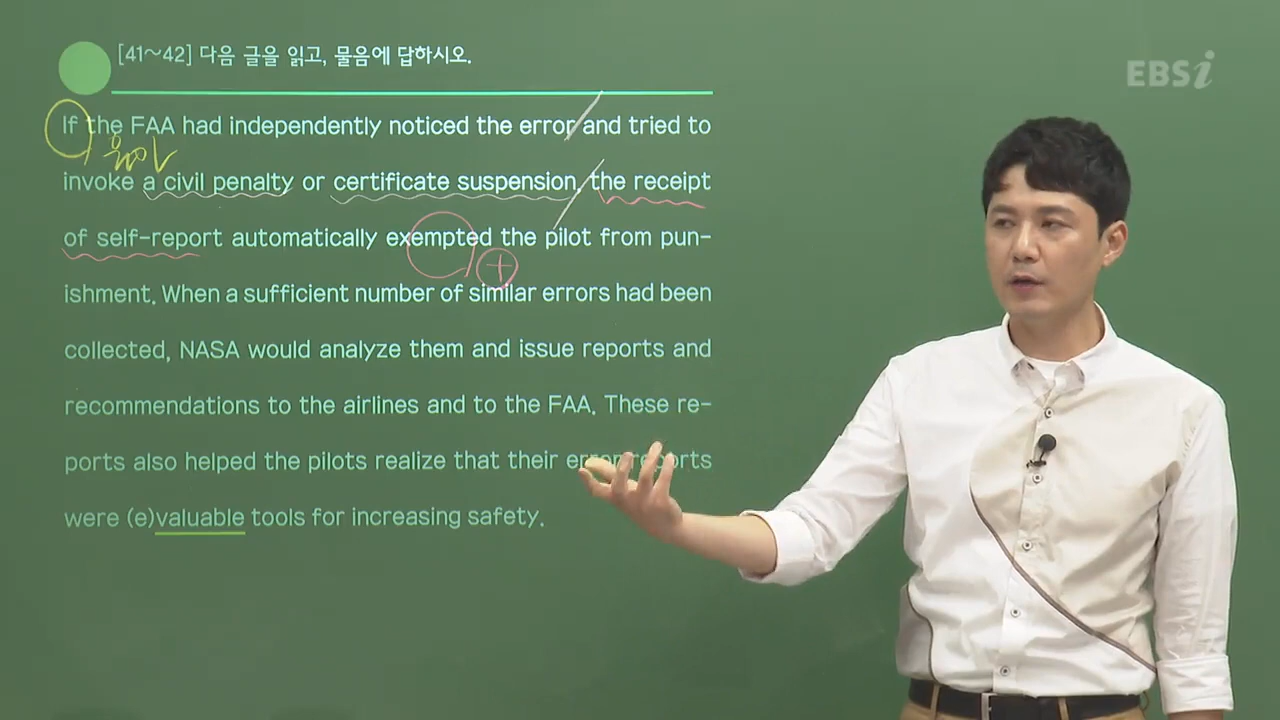 [41~42] 다음 글을 읽고, 물음에 답하시오.
EBSi
If the FAA had independently noticed the error and tried to
invoke a civil penalty or certificate suspension, the receipt
of self-report automatically exempted the pilot from pun-
ishment. When a sufficient number of similar errors had been
collected, NASA would analyze them and issue reports and
recommendations to the airlines and to the FAA. These re-
ports also helped the pilots realize that their error reports
were (e)valuable tools for increasing safety.